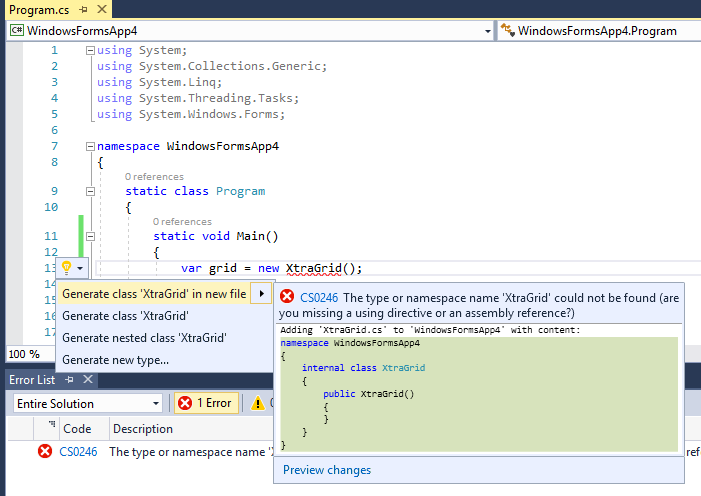 Program.cs
C# WindowsFormsApp4
WindowsFormsApp4.Program
1 using System;
2 using System.Collections.Generic;
3 using System.Linq;
4 using System.Threading.Tasks;
5 using System.Windows.Forms;
6
7 namespace WindowsFormsApp4
8 {
0 references
9 static class Program
10 {
0 references
11 static void Main()
12 {
13 var grid = new XtraGrid();
Generate class 'XtraGrid' in new file
Generate class 'XtraGrid'
Generate nested class 'XtraGrid'
Generate new type...
CS0246 The type or namespace name 'XtraGrid' could not be found (are
you missing a using directive or an assembly reference?)
Adding 'XtraGrid.cs' to 'WindowsFormsApp4' with content:
namespace WindowsFormsApp4
{
internal class XtraGrid
{
public XtraGrid()
{
}
}
}
Preview changes
17
100 %
Error List
Entire Solution
1 Error
Code Description
CS0246 The type or namespace name